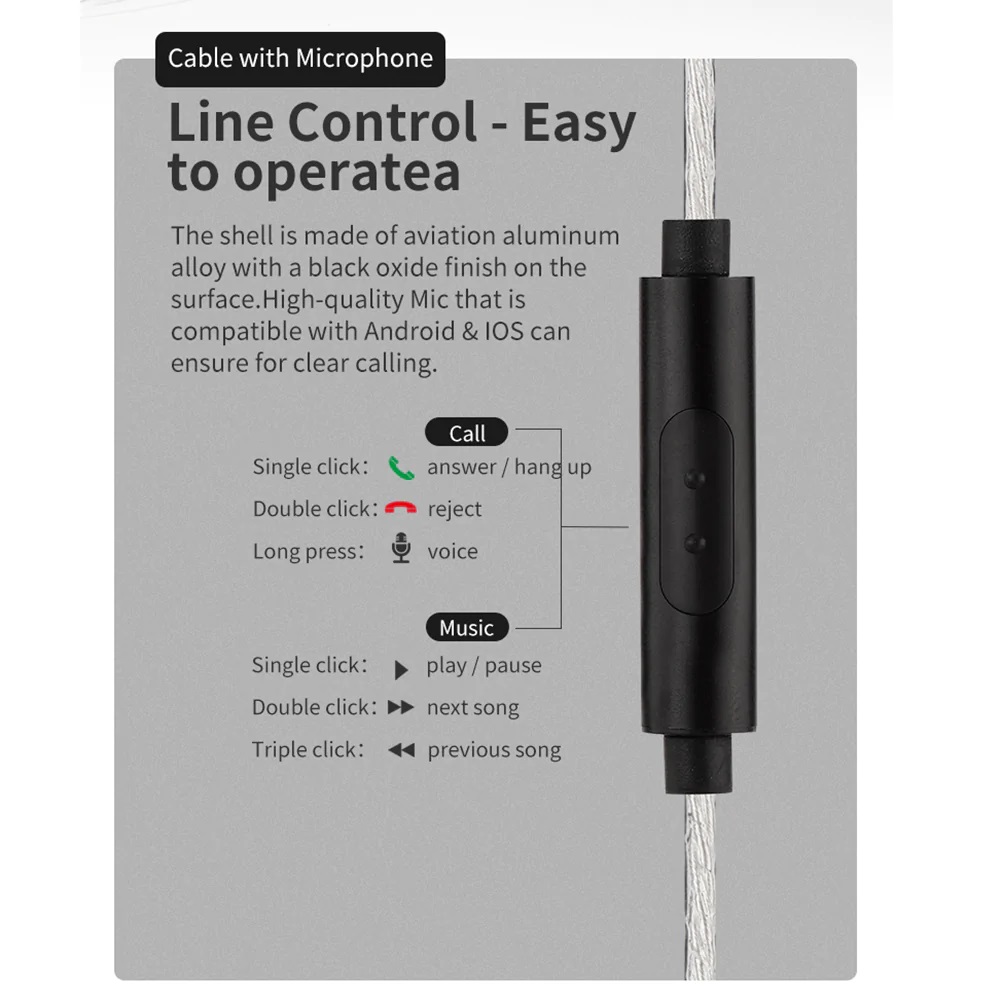 Cable with Microphone
Line Control - Easy
to operatea
The shell is made of aviation aluminum
alloy with a black oxide finish on the
surface.High-quality Mic that is
compatible with Android & IOS can
ensure for clear calling.
Call
Single click: answer / hang up
Double click: reject
Long press: voice
Music
Single click: play / pause
Double click: next song
Triple click: previous song